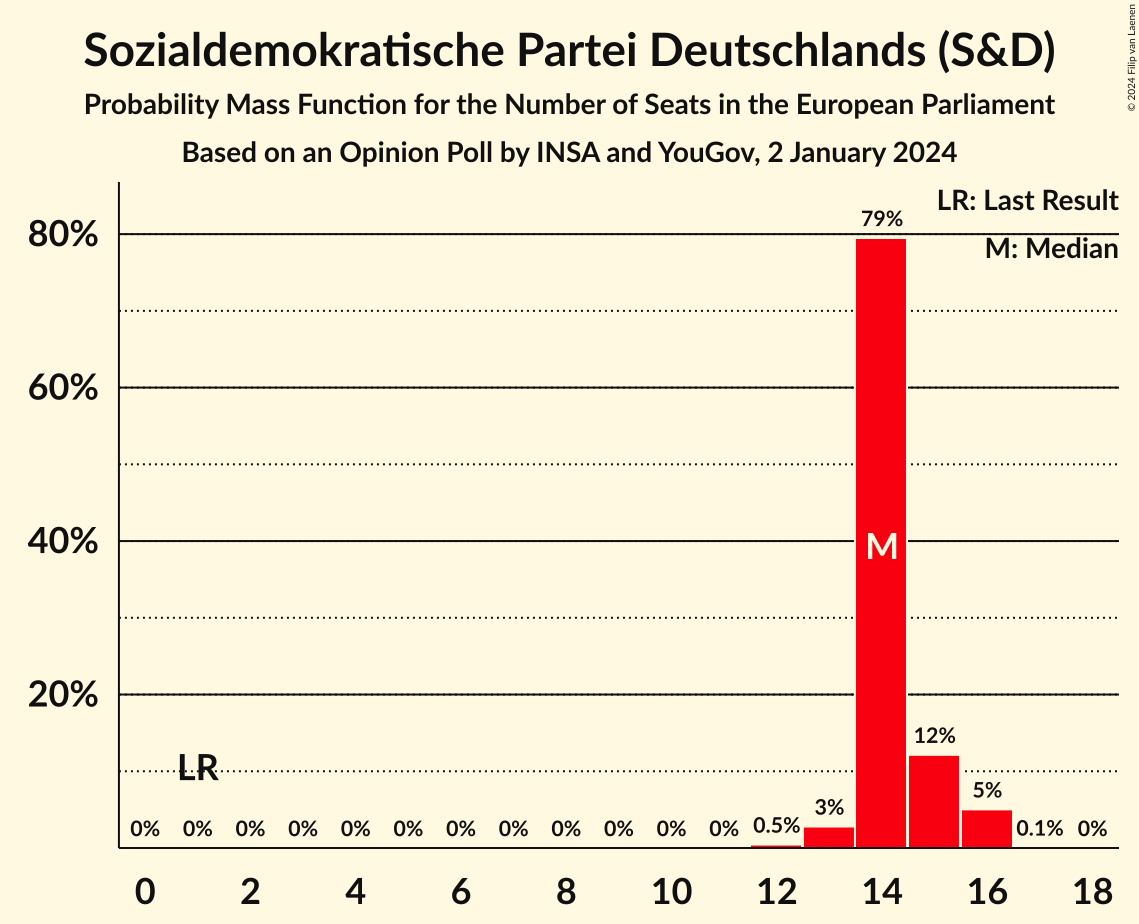 Sozialdemokratische Partei Deutschlands (S&D)
Probability Mass Function for the Number of Seats in the European Parliament
Based on an Opinion Poll by INSA and YouGov, 2 January 2024
© 2024 Filip van Laenen
LR: Last Result
M: Median
80%
60%
40%
20%
79%
M
LR
12%
5%
3%
0% 0% 0% 0% 0% 0% 0% 0% 0% 0% 0% 0% 0.5% 0.1% 0%
0 2 4 6 8 10 12 14 16 18